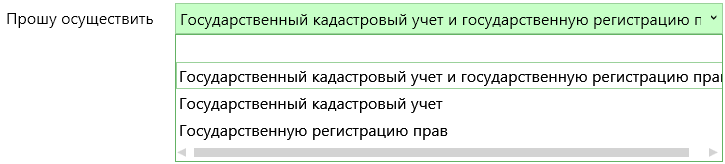 Прошу осуществить
Государственный кадастровый учет и государственную регистрацию п
Государственный кадастровый учет и государственную регистрацию прав
Государственный кадастровый учет
Государственную регистрацию прав